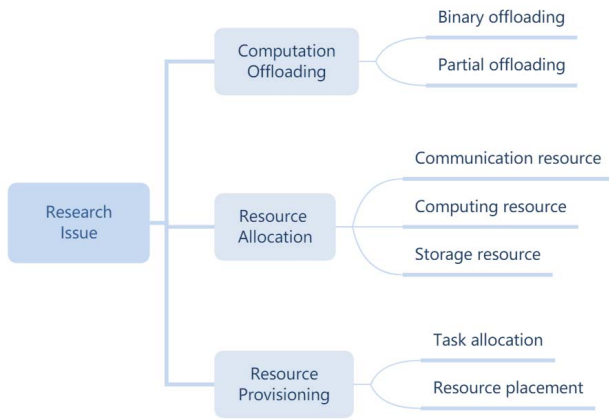 Research
Issue
Computation
Offloading
Binary offloading
Partial offloading
Resource
Allocation
Communication resource
Computing resource
Storage resource
Resource
Provisioning
Task allocation
Resource placement